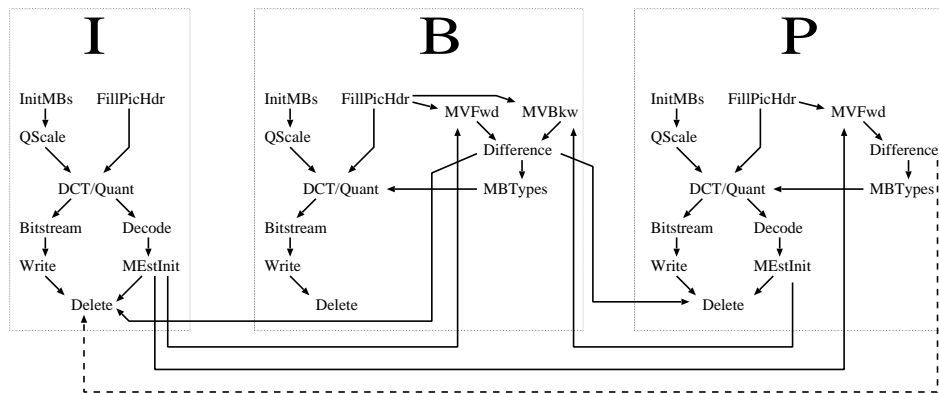 I
B
P
InitMBs
FillPicHdr
QScale
DCT/Quant
Bitstream
Decode
Write
MEstInit
Delete
InitMBs
FillPicHdr
MVFwd
MVBkw
QScale
Difference
DCT/Quant
MBTypes
Bitstream
Write
Delete
InitMBs
FillPicHdr
MVFwd
QScale
Difference
DCT/Quant
MBTypes
Bitstream
Decode
Write
MEstInit
Delete